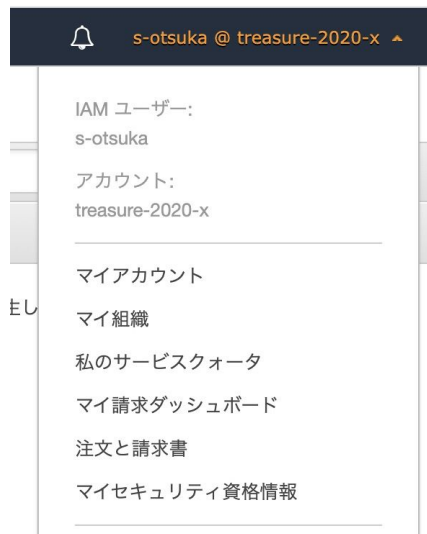 s-otsuka @ treasure-2020-x
IAM ユーザー:
s-otsuka
アカウント:
treasure-2020-x
マイアカウント
生し
マイ組織
私のサービスクォータ
マイ請求ダッシュボード
注文と請求書
マイセキュリティ資格情報